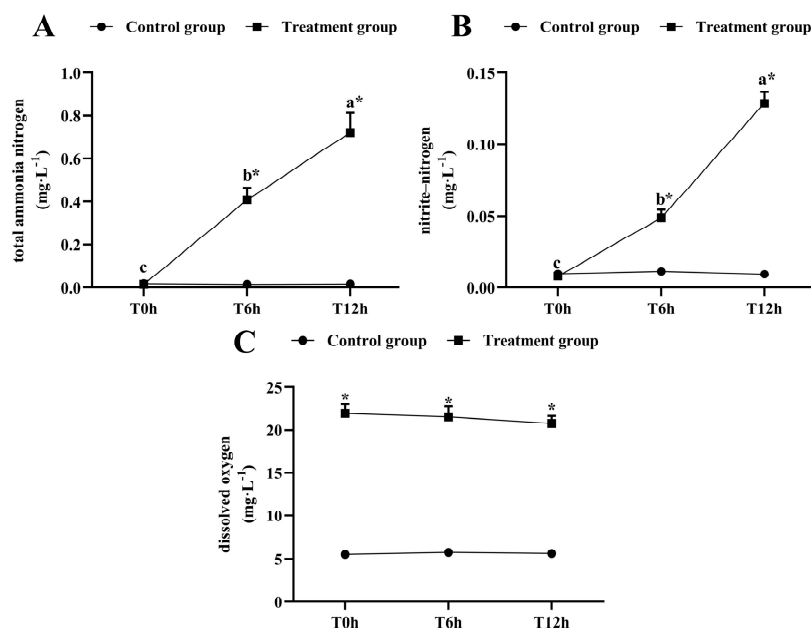 A
Control group
Treatment group
total ammonia nitrogen
(mg·L⁻¹)
1.0
0.8
0.6
0.4
0.2
0.0
c
b*
a*
T0h
T6h
T12h
B
Control group
Treatment group
nitrite–nitrogen
(mg·L⁻¹)
0.15
0.10
0.05
0.00
c
b*
a*
T0h
T6h
T12h
C
Control group
Treatment group
dissolved oxygen
(mg·L⁻¹)
25
20
15
10
5
0
*
*
*
T0h
T6h
T12h